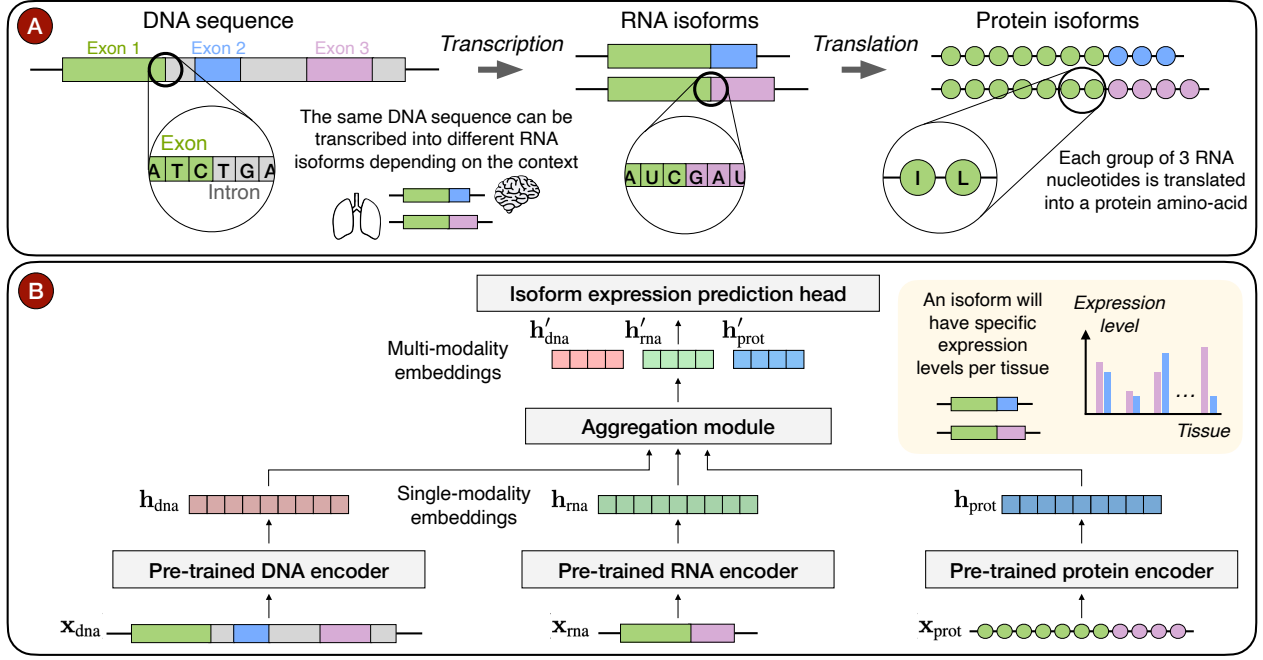 A
DNA sequence
Exon 1
Exon 2
Exon 3
Exon
A T C T G A
Intron
The same DNA sequence can be
transcribed into different RNA
isoforms depending on the context
Transcription
RNA isoforms
A U C G A U
Translation
Protein isoforms
I L
Each group of 3 RNA
nucleotides is translated
into a protein amino-acid
B
Isoform expression prediction head
h′dna
h′rna
h′prot
Multi-modality
embeddings
Aggregation module
An isoform will
have specific
expression
levels per tissue
Expression
level
...
Tissue
hdna
Single-modality
embeddings
hrna
hprot
Pre-trained DNA encoder
Pre-trained RNA encoder
Pre-trained protein encoder
xdna
xrna
xprot